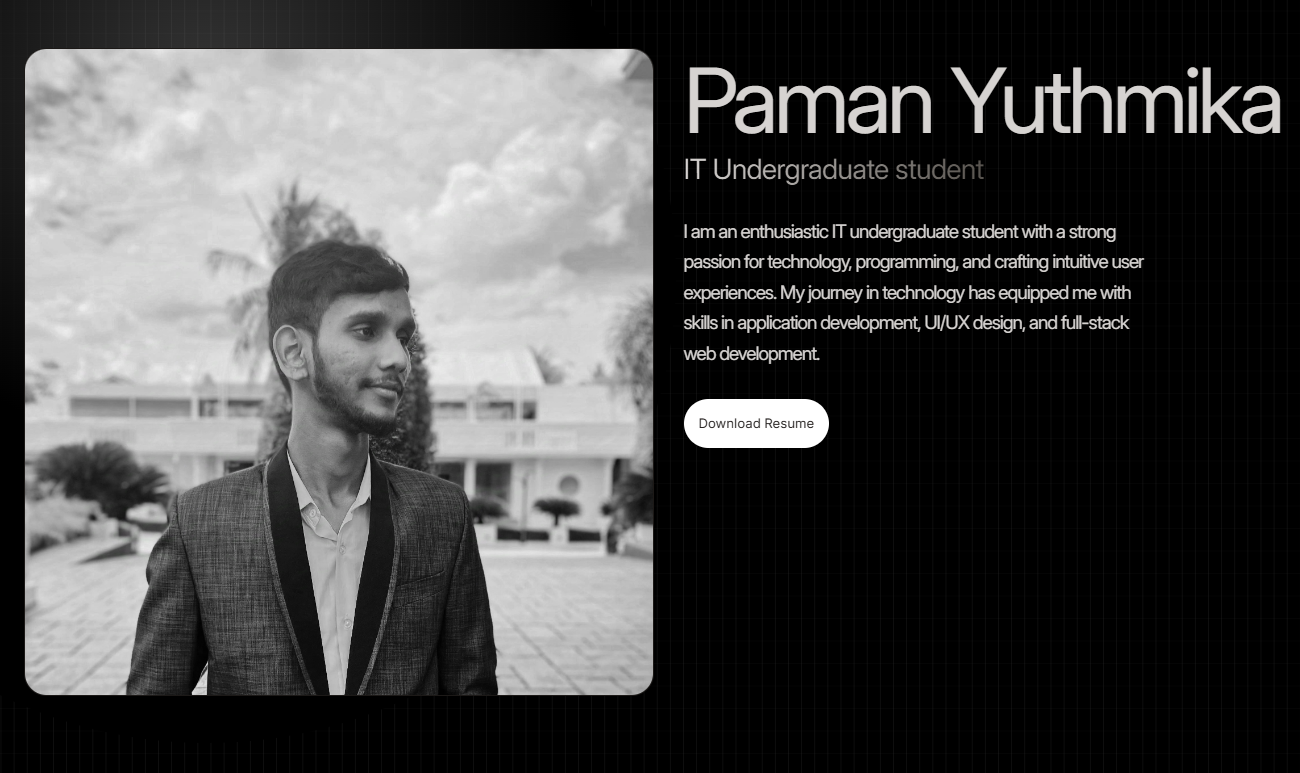 Paman Yuthmika
IT Undergraduate student
I am an enthusiastic IT undergraduate student with a strong
passion for technology, programming, and crafting intuitive user
experiences. My journey in technology has equipped me with
skills in application development, UI/UX design, and full-stack
web development.
Download Resume